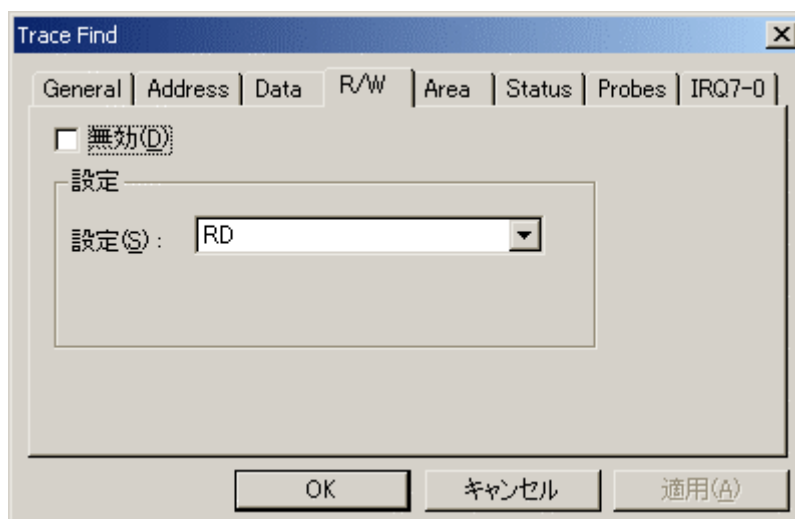 Trace Find
General Address Data R/W Area Status Probes IRQ7-0
無効(D)
設定
設定(S): RD
OK キャンセル 適用(A)